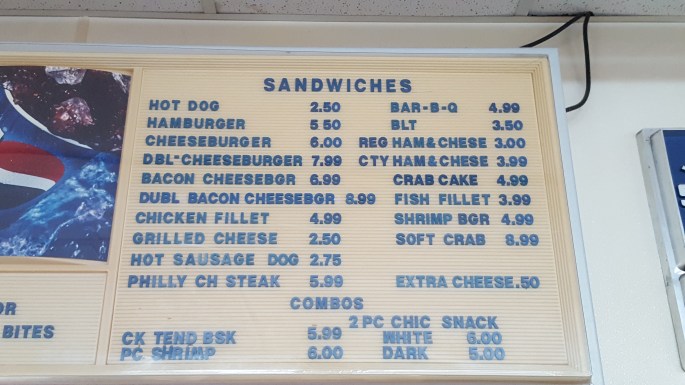 SANDWICHES
HOT DOG 2.50 BAR-B-Q 4.99
HAMBURGER 5 50 BLT 3.50
CHEESEBURGER 6.00 REG HAM&CHESE 3.00
DBL-CHEESEBURGER 7.99 CTY HAM&CHESE 3.99
BACON CHEESEBGR 6.99 CRAB CAKE 4.99
DUBL BACON CHEESEBGR 8.99 FISH FILLET 3.99
CHICKEN FILLET 4.99 SHRIMP BGR 4.99
GRILLED CHEESE 2.50 SOFT CRAB 8.99
HOT SAUSAGE DOG 2.75
PHILLY CH STEAK 5.99 EXTRA CHEESE.50
COMBOS
2 PC CHIC SNACK
CK TEND BSK 5.99 WHITE 6.00
PC SHRIMP 6.00 DARK 5.00
OR
BITES